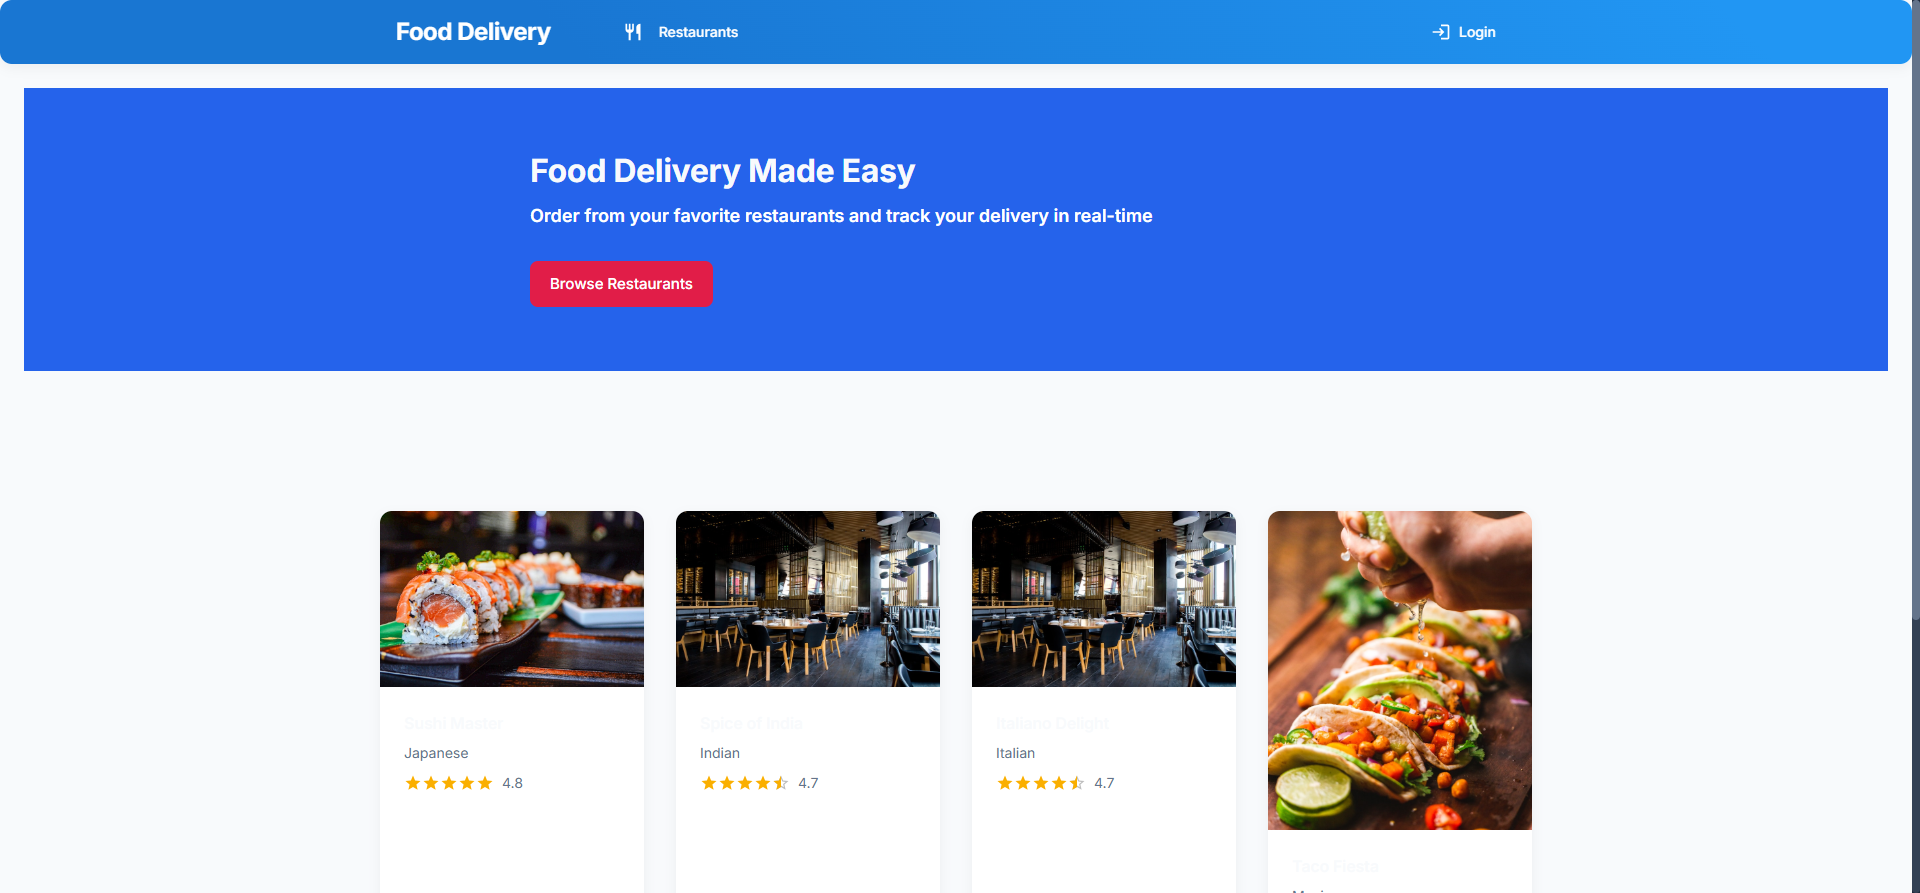 Food Delivery
Restaurants
Login
Food Delivery Made Easy
Order from your favorite restaurants and track your delivery in real-time
Browse Restaurants
Sushi Master
Japanese
4.8
Spice of India
Indian
4.7
Italiano Delight
Italian
4.7
Taco Fiesta